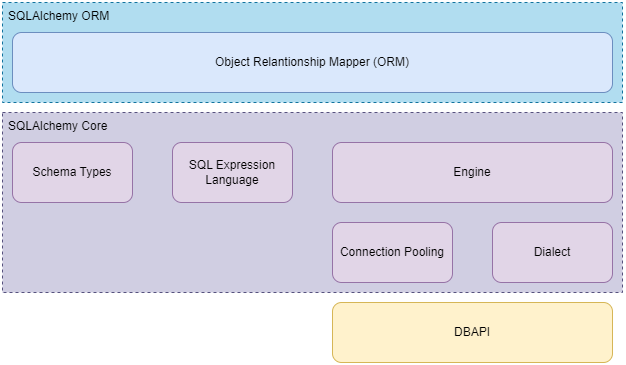 SQLAlchemy ORM
Object Relantionship Mapper (ORM)
SQLAlchemy Core
Schema Types
SQL Expression
Language
Engine
Connection Pooling
Dialect
DBAPI